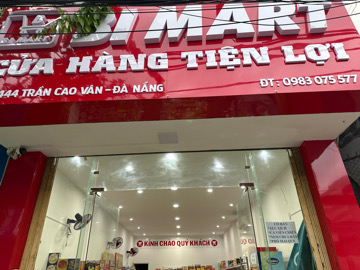 BI MART
CỬA HÀNG TIỆN LỢI
444 TRẦN CAO VÂN - ĐÀ NẴNG
ĐT : 0983 075 577
KÍNH CHÀO QUÝ KHÁCH